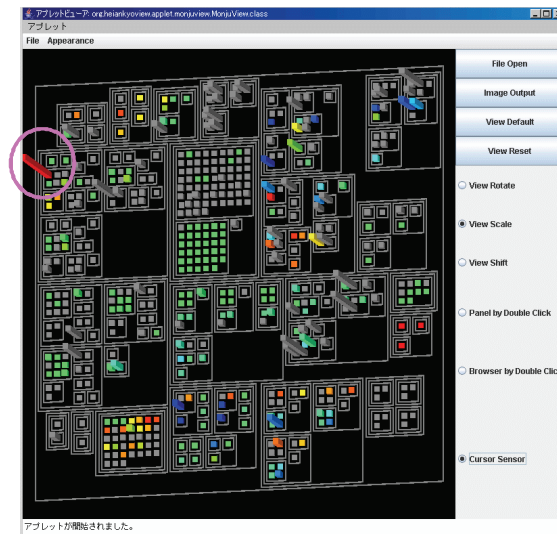 アプレットビューア: org.heiankyoview.applet.monjuview.MonjuView.class
アプレット
File Appearance
File Open
Image Output
View Default
View Reset
View Rotate
View Scale
View Shift
Panel by Double Click
Browser by Double Clic
Cursor Sensor
アプレットが開始されました。